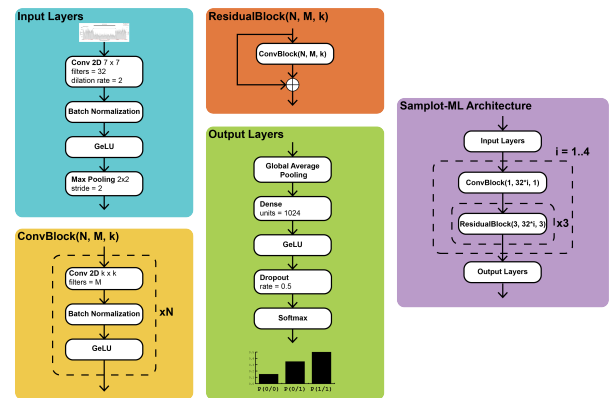 Input Layers
Conv 2D 7 x 7
filters = 32
dilation rate = 2
Batch Normalization
GeLU
Max Pooling 2x2
stride = 2
ConvBlock(N, M, k)
Conv 2D k x k
filters = M
Batch Normalization
GeLU
xN
ResidualBlock(N, M, k)
ConvBlock(N, M, k)
Output Layers
Global Average
Pooling
Dense
units = 1024
GeLU
Dropout
rate = 0.5
Softmax
P(0/0) P(0/1) P(1/1)
Samplot-ML Architecture
Input Layers
i = 1..4
ConvBlock(1, 32*i, 1)
ResidualBlock(3, 32*i, 3)
x3
Output Layers